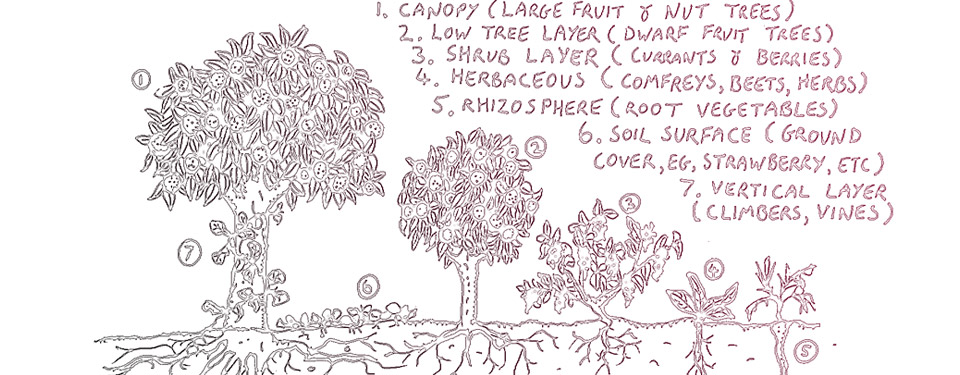 1. CANOPY (LARGE FRUIT & NUT TREES)
2. LOW TREE LAYER (DWARF FRUIT TREES)
3. SHRUB LAYER (CURRANTS & BERRIES)
4. HERBACEOUS (COMFREYS, BEETS, HERBS)
5. RHIZOSPHERE (ROOT VEGETABLES)
6. SOIL SURFACE (GROUND
COVER, EG, STRAWBERRY, ETC)
7. VERTICAL LAYER
(CLIMBERS, VINES)
1
2
3
7
4
6
5